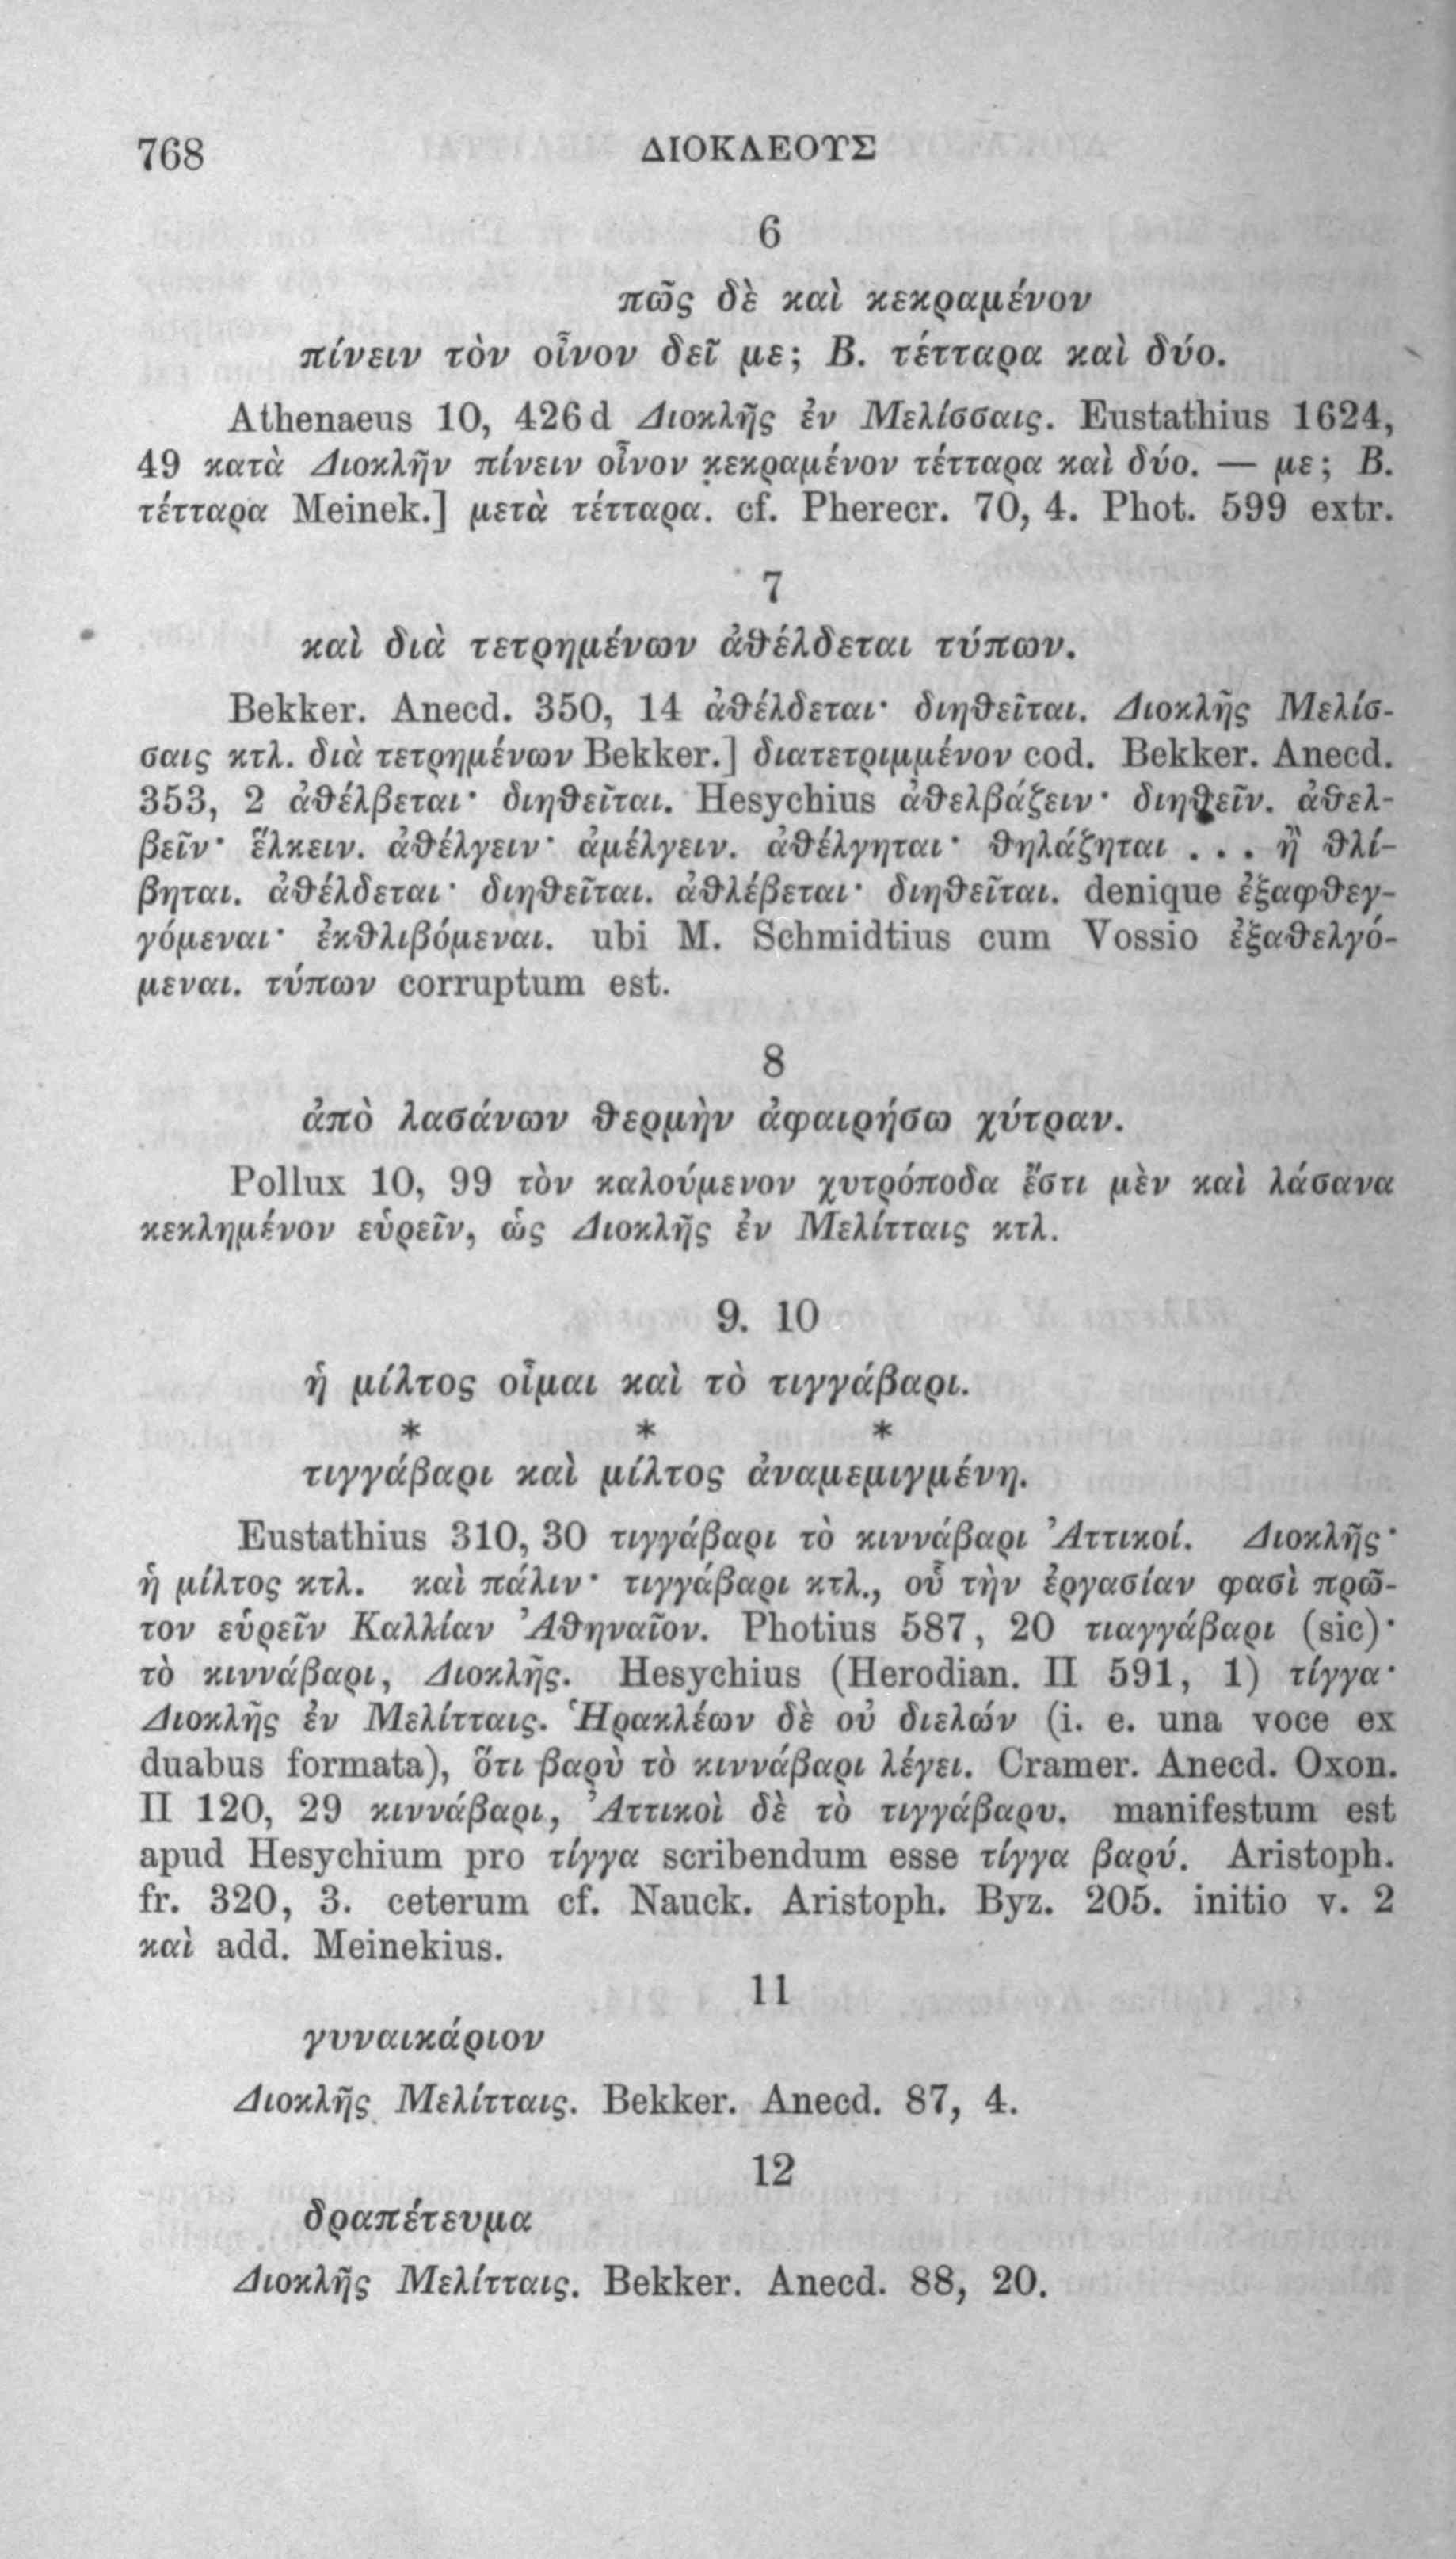 768 ΔΙΟΚΛΕΟΥΣ
6
πῶς δὲ καὶ κεκραμένον
πίνειν τὸν οἶνον δεῖ με; Β. τέτταρα καὶ δύο.
Athenaeus 10, 426 d Διοκλῆς ἐν Μελίσσαις. Eustathius 1624,
49 κατὰ Διοκλῆν πίνειν οἶνον κεκραμένον τέτταρα καὶ δύο. — με; Β.
τέτταρα Meinek.] μετὰ τέτταρα. cf. Pherecr. 70, 4. Phot. 599 extr.
7
καὶ διὰ τετρημένων ἀθέλδεται τύπων.
Bekker. Anecd. 350, 14 ἀθέλδεται· διηθεῖται. Διοκλῆς Μελίσ-
σαις κτλ. διὰ τετρημένων Bekker.] διατετριμμένον cod. Bekker. Anecd.
353, 2 ἀθέλβεται· διηθεῖται. Hesychius ἀθελβάζειν· διηθεῖν. ἀθελ-
βεῖν· ἕλκειν. ἀθέλγειν· ἀμέλγειν. ἀθέλγηται· θηλάζηται . . . ἢ θλί-
βηται. ἀθέλδεται· διηθεῖται. ἀθλέβεται· διηθεῖται. denique ἐξαφθεγ-
γόμεναι· ἐκθλιβόμεναι. ubi M. Schmidtius cum Vossio ἐξαθελγό-
μεναι. τύπων corruptum est.
8
ἀπὸ λασάνων θερμὴν ἀφαιρήσω χύτραν.
Pollux 10, 99 τὸν καλούμενον χυτρόποδα ἔστι μὲν καὶ λάσανα
κεκλημένον εὑρεῖν, ὡς Διοκλῆς ἐν Μελίτταις κτλ.
9. 10
ἡ μίλτος οἶμαι καὶ τὸ τιγγάβαρι.
* * *
τιγγάβαρι καὶ μίλτος ἀναμεμιγμένη.
Eustathius 310, 30 τιγγάβαρι τὸ κιννάβαρι Ἀττικοί. Διοκλῆς·
ἡ μίλτος κτλ. καὶ πάλιν· τιγγάβαρι κτλ., οὗ τὴν ἐργασίαν φασὶ πρῶ-
τον εὑρεῖν Καλλίαν Ἀθηναῖον. Photius 587, 20 τιαγγάβαρι (sic)·
τὸ κιννάβαρι, Διοκλῆς. Hesychius (Herodian. II 591, 1) τίγγα·
Διοκλῆς ἐν Μελίτταις. Ἡρακλέων δὲ οὐ διελών (i. e. una voce ex
duabus formata), ὅτι βαρὺ τὸ κιννάβαρι λέγει. Cramer. Anecd. Oxon.
II 120, 29 κιννάβαρι, Ἀττικοὶ δὲ τὸ τιγγάβαρυ. manifestum est
apud Hesychium pro τίγγα scribendum esse τίγγα βαρύ. Aristoph.
fr. 320, 3. ceterum cf. Nauck. Aristoph. Byz. 205. initio v. 2
καὶ add. Meinekius.
11
γυναικάριον
Διοκλῆς Μελίτταις. Bekker. Anecd. 87, 4.
12
δραπέτευμα
Διοκλῆς Μελίτταις. Bekker. Anecd. 88, 20.